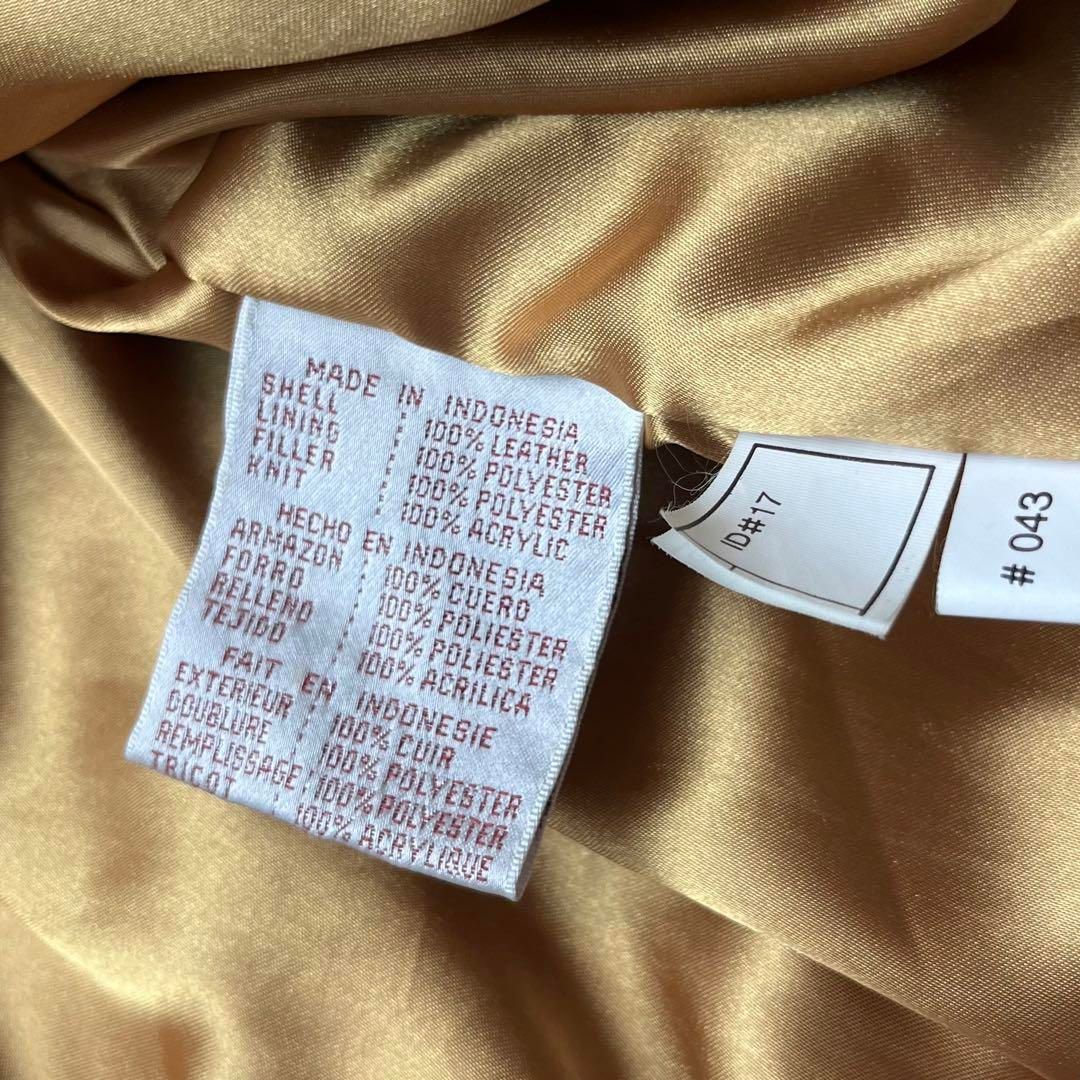 MADE IN INDONESIA
SHELL : 100% LEATHER
LINING : 100% POLYESTER
FILLER : 100% POLYESTER
KNIT : 100% ACRYLIC
HECHO EN INDONESIA
ARMAZON : 100% CUERO
FORRO : 100% POLIESTER
RELLENO : 100% POLIESTER
TEJIDO : 100% ACRILICA
FAIT EN INDONESIE
EXTERIEUR : 100% CUIR
DOUBLURE : 100% POLYESTER
REMPLISSAGE : 100% POLYESTER
TRICOT : 100% ACRYLIQUE
ID#17
# 043